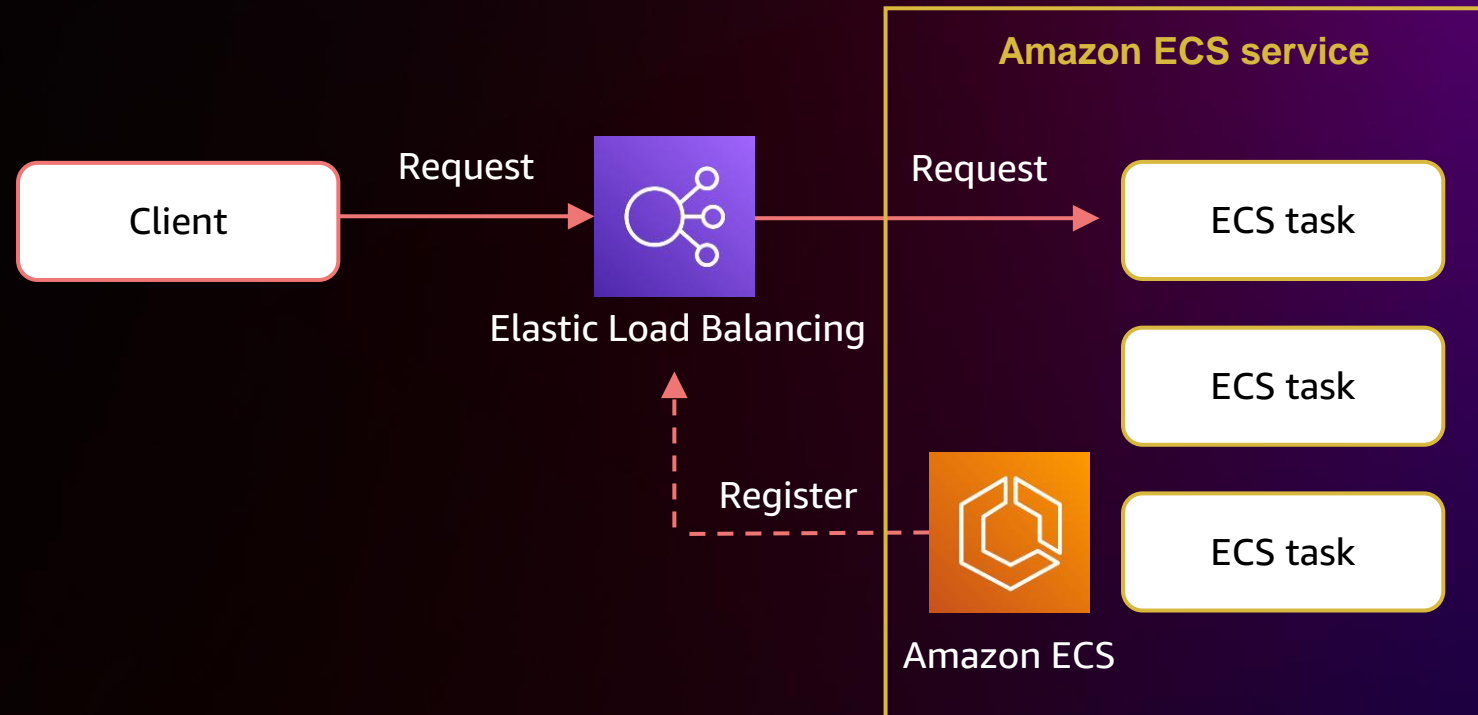 Amazon ECS service
Client
Request
Request
ECS task
Elastic Load Balancing
ECS task
Register
ECS task
Amazon ECS